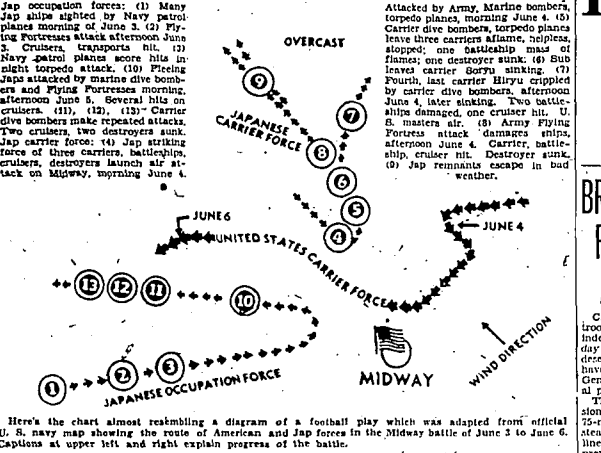 Jap occupation forces: (1) Many
Jap ships sighted by Navy patrol
planes morning of June 3. (2) Fly-
ing Fortresses attack afternoon June
3. Cruisers, transports hit. (3)
Navy patrol planes score hits in
night torpedo attack. (10) Fleeing
Japs attacked by marine dive bomb-
ers and Flying Fortresses morning,
afternoon June 5. Several hits on
cruisers. (11), (12), (13) Carrier
dive bombers make repeated attacks.
Two cruisers, two destroyers sunk.
Jap carrier force: (4) Jap striking
force of three carriers, battleships,
cruisers, destroyers launch air at-
tack on Midway, morning June 4.
Attacked by Army, Marine bombers,
torpedo planes, morning June 4. (5)
Carrier dive bombers, torpedo planes
leave three carriers aflame, helpless,
stopped; one battleship mass of
flames; one destroyer sunk. (6) Sub
leaves carrier Soryu sinking. (7)
Fourth, last carrier Hiryu crippled
by carrier dive bombers, afternoon
June 4, later sinking. Two battle-
ships damaged, one cruiser hit. U.
S. masters air. (8) Army Flying
Fortress attack damages ships,
afternoon June 4. Carrier, battle-
ship, cruiser hit. Destroyer sunk.
(9) Jap remnants escape in bad
weather.
OVERCAST
9
7
JAPANESE
CARRIER FORCE
8
6
5
4
JUNE 6
JUNE 4
UNITED STATES CARRIER FORCE
13 12 11
10
1 2 3
JAPANESE OCCUPATION FORCE
MIDWAY
WIND DIRECTION
Here's the chart almost resembling a diagram of a football play which was adapted from official
U. S. navy map showing the route of American and Jap forces in the Midway battle of June 3 to June 6.
Captions at upper left and right explain progress of the battle.
BR